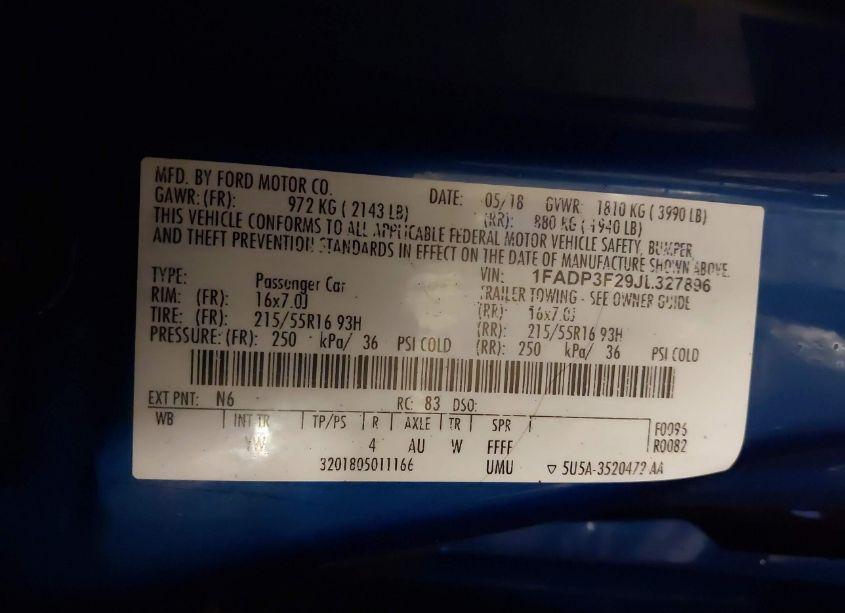 MFD. BY FORD MOTOR CO.
DATE: 05/18 GVWR: 1810 KG ( 3990 LB)
GAWR: (FR): 972 KG ( 2143 LB) (RR): 880 KG ( 1940 LB)
THIS VEHICLE CONFORMS TO ALL APPLICABLE FEDERAL MOTOR VEHICLE SAFETY, BUMPER,
AND THEFT PREVENTION STANDARDS IN EFFECT ON THE DATE OF MANUFACTURE SHOWN ABOVE.
VIN: 1FADP3F29JL327896
TYPE: Passenger Car TRAILER TOWING - SEE OWNER GUIDE
RIM: (FR): 16x7.0J (RR): 16x7.0J
TIRE: (FR): 215/55R16 93H (RR): 215/55R16 93H
PRESSURE: (FR): 250 kPa/ 36 PSI COLD (RR): 250 kPa/ 36 PSI COLD
EXT PNT: N6 RC: 83 DSO:
WB INT TR TP/PS R AXLE TR SPR F0096
YW 4 AU W FFFF R0082
3201805011166 UMU ▽ 5U5A-3520472 AA